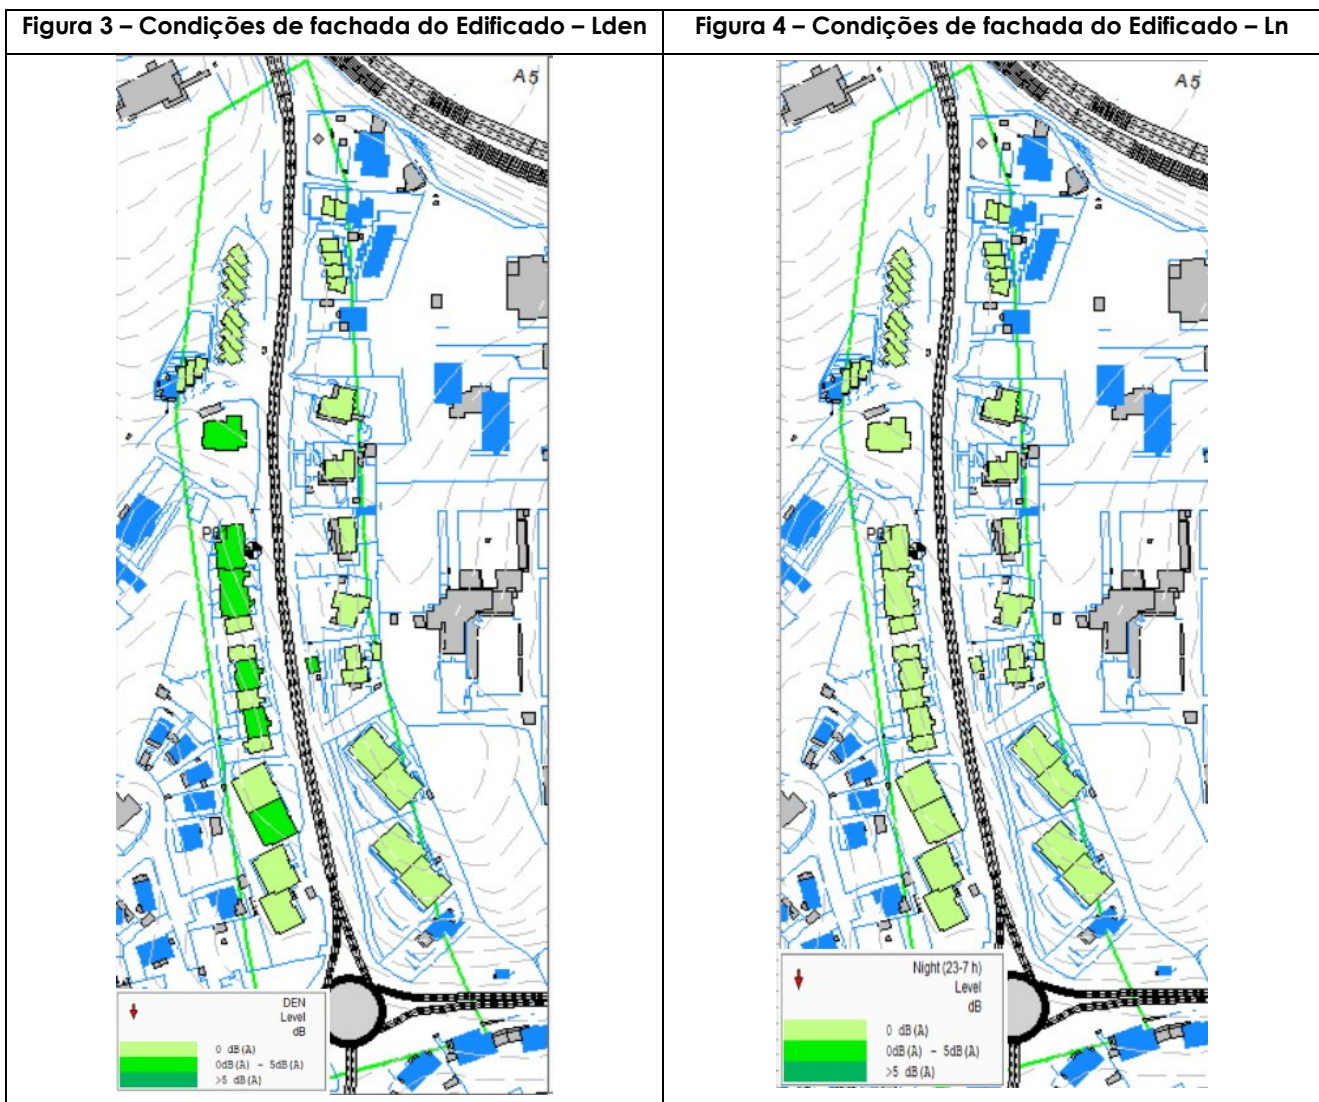 Figura 3 – Condições de fachada do Edificado – Lden
Figura 4 – Condições de fachada do Edificado – Ln
A5
DEN
Level
dB
0 dB(A)
0dB(A) - 5dB(A)
>5 dB(A)
A5
Night (23-7 h)
Level
dB
0 dB(A)
0dB(A) - 5dB(A)
>5 dB(A)